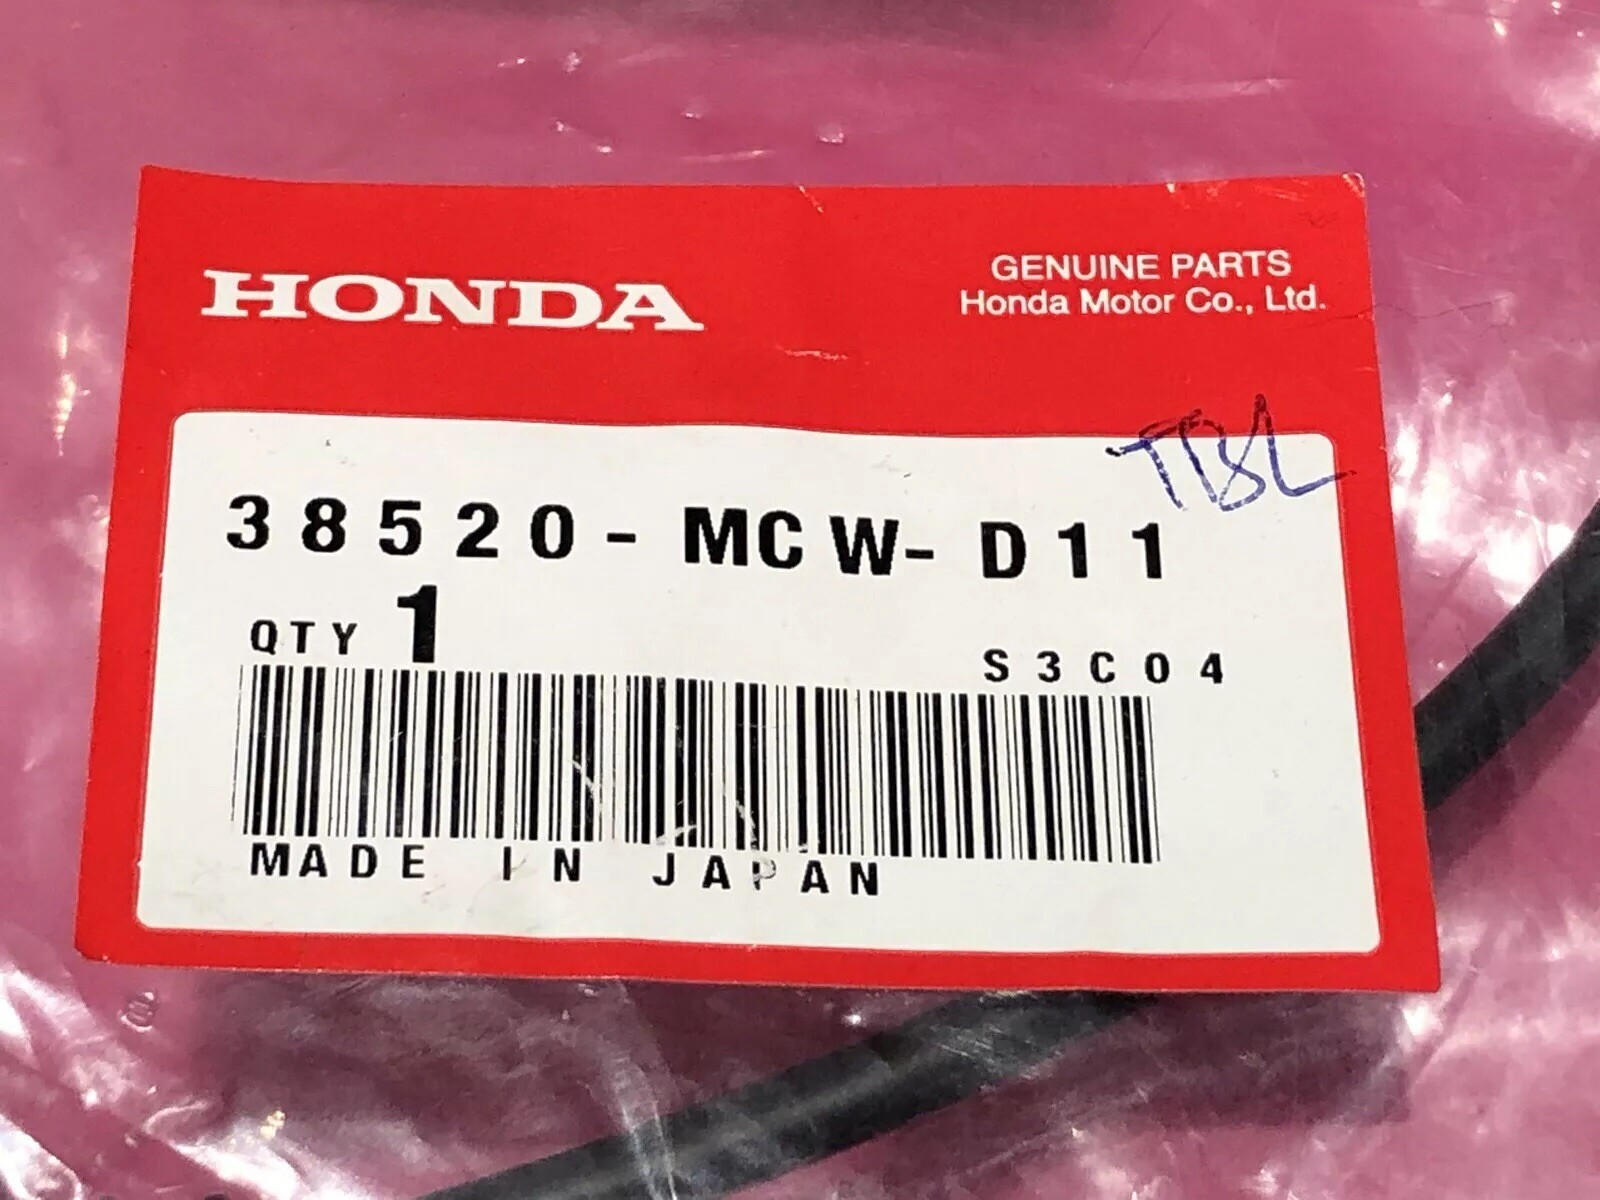 HONDA
GENUINE PARTS
Honda Motor Co., Ltd.
38520-MCW-D11
QTY 1
S3C04
MADE IN JAPAN